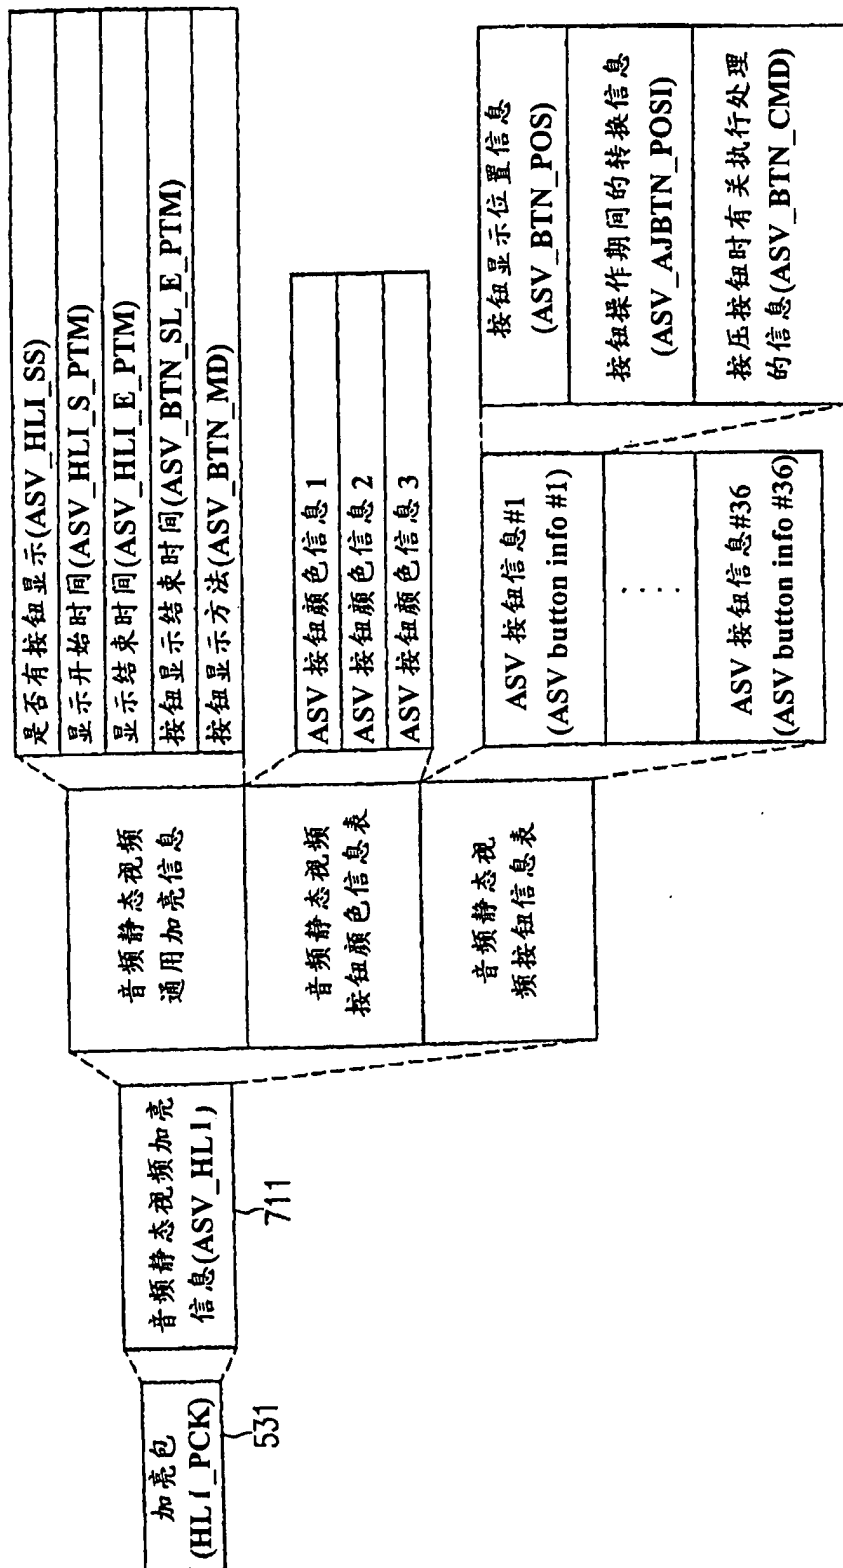 加亮包
(HLI_PCK)
531
音频静态视频加亮
信息(ASV_HLI)
711
音频静态视频
通用加亮信息
音频静态视频
按钮颜色信息表
音频静态视
频按钮信息表
是否有按钮显示(ASV_HLI_SS)
显示开始时间(ASV_HLI_S_PTM)
显示结束时间(ASV_HLI_E_PTM)
按钮显示结束时间(ASV_BTN_SL_E_PTM)
按钮显示方法(ASV_BTN_MD)
ASV 按钮颜色信息 1
ASV 按钮颜色信息 2
ASV 按钮颜色信息 3
ASV 按钮信息#1
(ASV button info #1)
· · · ·
ASV 按钮信息#36
(ASV button info #36)
按钮显示位置信息
(ASV_BTN_POS)
按钮操作期间的转换信息
(ASV_AJBTN_POSI)
按压按钮时有关执行处理
的信息(ASV_BTN_CMD)